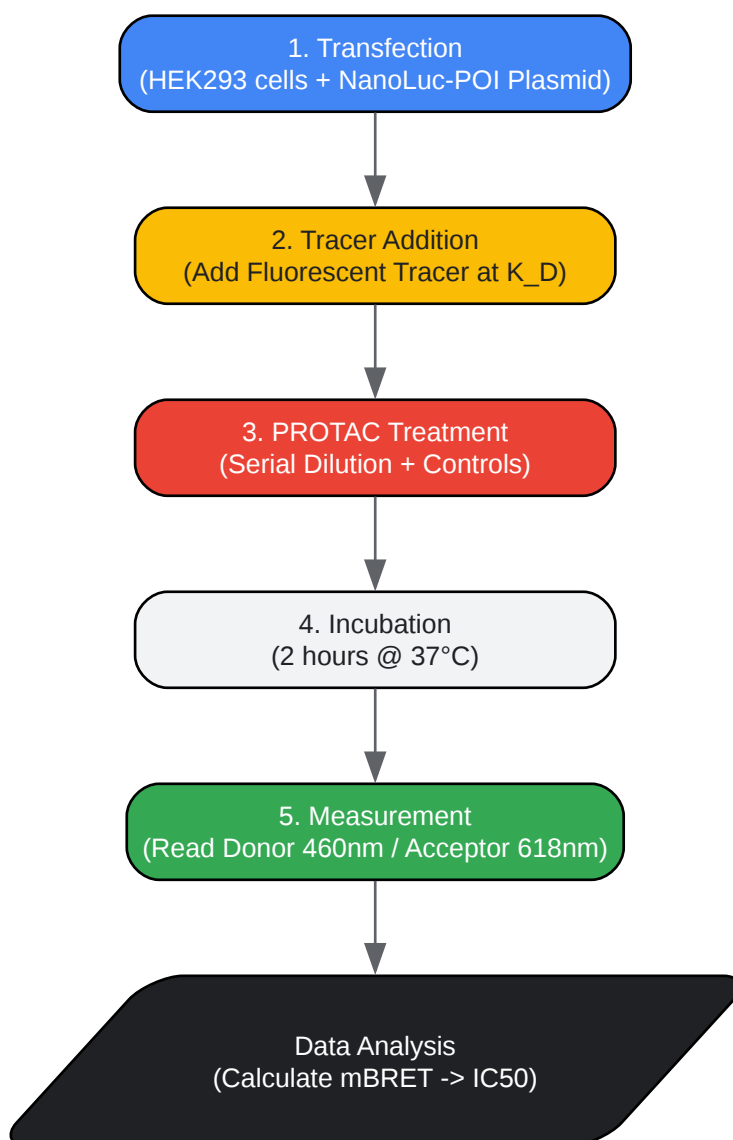 1. Transfection
(HEK293 cells + NanoLuc-POI Plasmid)
2. Tracer Addition
(Add Fluorescent Tracer at K_D)
3. PROTAC Treatment
(Serial Dilution + Controls)
4. Incubation
(2 hours @ 37°C)
5. Measurement
(Read Donor 460nm / Acceptor 618nm)
Data Analysis
(Calculate mBRET -> IC50)